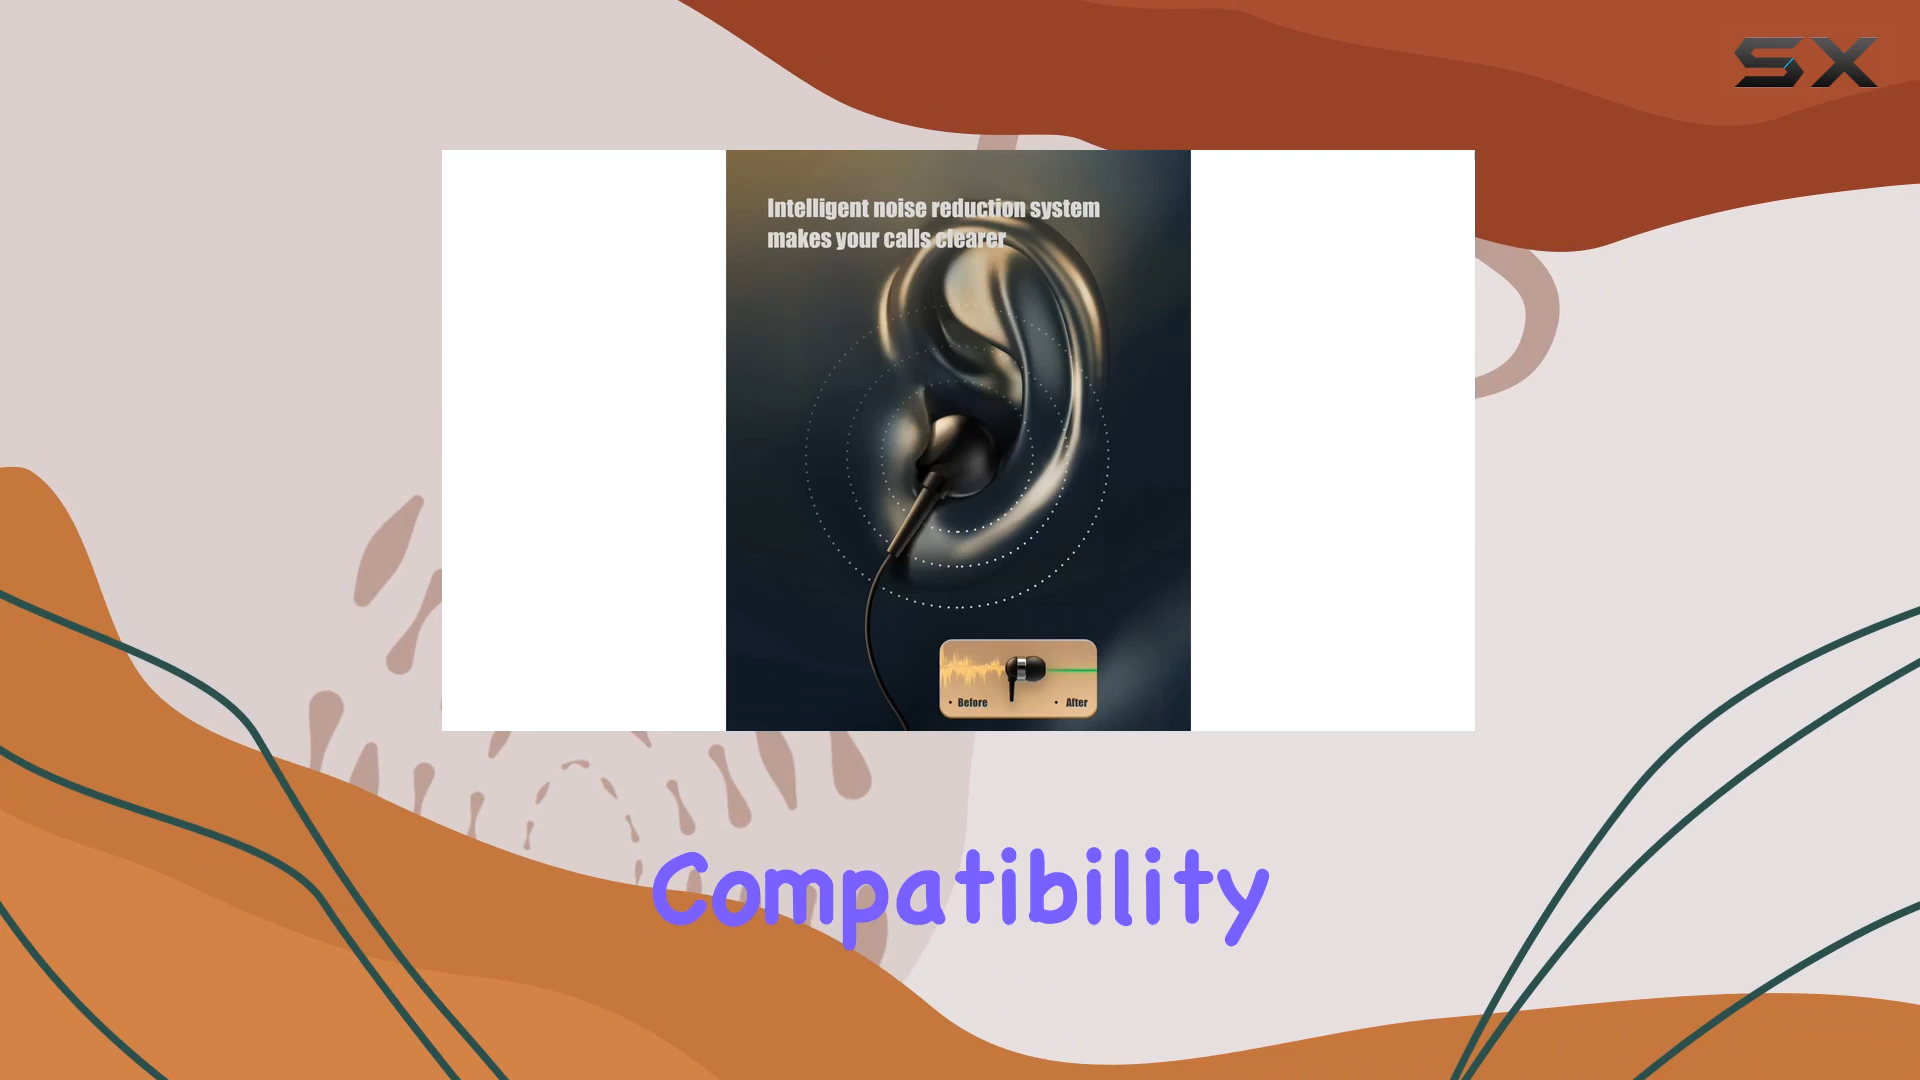 SX
Intelligent noise reduction system
makes your calls clearer
• Before
• After
Compatibility